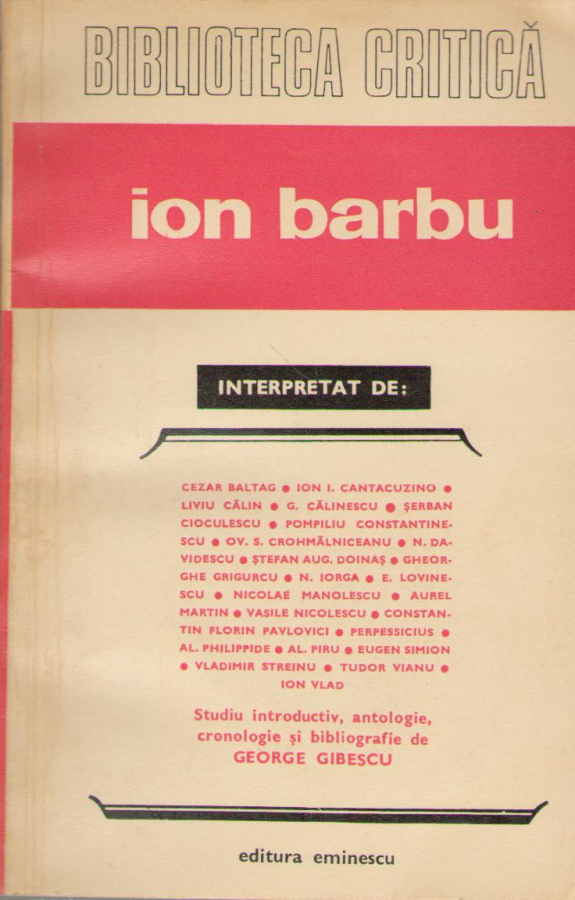 BIBLIOTECA CRITICĂ
ion barbu
INTERPRETAT DE:
CEZAR BALTAG ● ION I. CANTACUZINO ●
LIVIU CĂLIN ● G. CĂLINESCU ● ŞERBAN
CIOCULESCU ● POMPILIU CONSTANTINE-
SCU ● OV. S. CROHMĂLNICEANU ● N. DA-
VIDESCU ● ŞTEFAN AUG. DOINAŞ ● GHEOR-
GHE GRIGURCU ● N. IORGA ● E. LOVINE-
SCU ● NICOLAE MANOLESCU ● AUREL
MARTIN ● VASILE NICOLESCU ● CONSTAN-
TIN FLORIN PAVLOVICI ● PERPESSICIUS ●
AL. PHILIPPIDE ● AL. PIRU ● EUGEN SIMION
● VLADIMIR STREINU ● TUDOR VIANU ●
ION VLAD
Studiu introductiv, antologie,
cronologie şi bibliografie de
GEORGE GIBESCU
editura eminescu